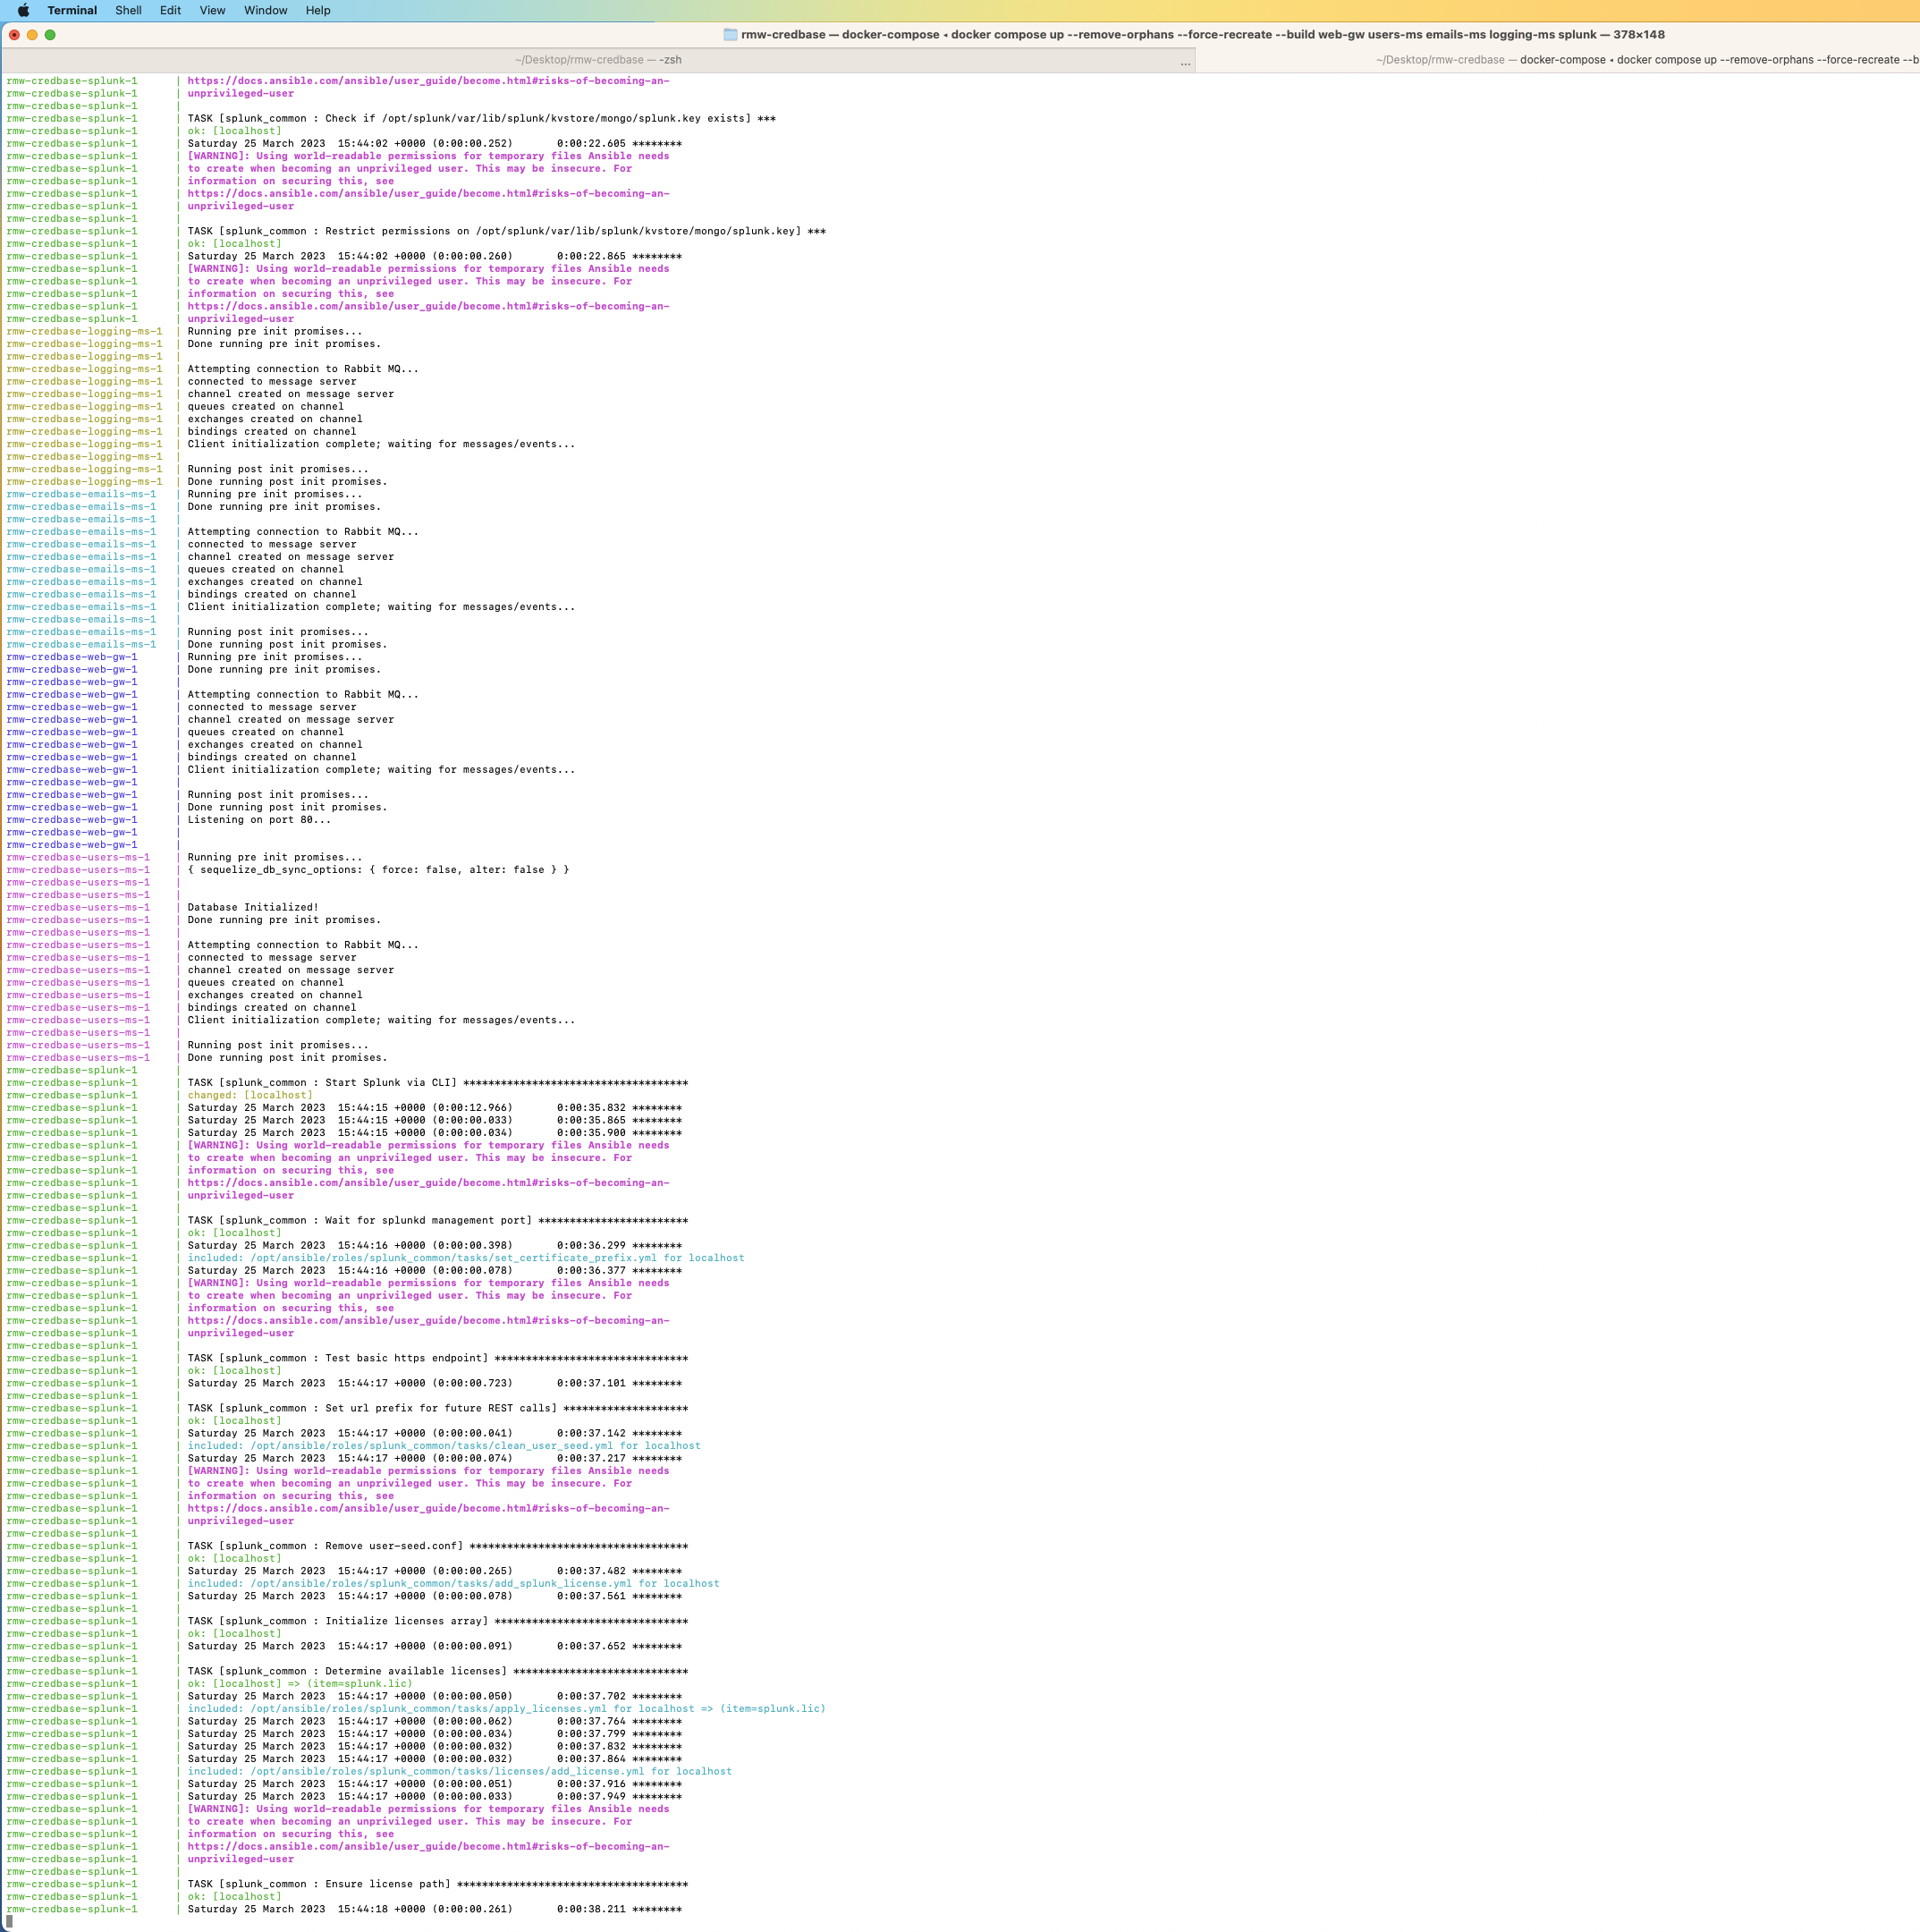 Terminal Shell Edit View Window Help
rmw-credbase — docker-compose ◂ docker compose up --remove-orphans --force-recreate --build web-gw users-ms emails-ms logging-ms splunk — 378×148
~/Desktop/rmw-credbase — -zsh ... ~/Desktop/rmw-credbase — docker-compose ◂ docker compose up --remove-orphans --force-recreate --b
rmw-credbase-splunk-1 | https://docs.ansible.com/ansible/user_guide/become.html#risks-of-becoming-an-
rmw-credbase-splunk-1 | unprivileged-user
rmw-credbase-splunk-1 |
rmw-credbase-splunk-1 | TASK [splunk_common : Check if /opt/splunk/var/lib/splunk/kvstore/mongo/splunk.key exists] ***
rmw-credbase-splunk-1 | ok: [localhost]
rmw-credbase-splunk-1 | Saturday 25 March 2023 15:44:02 +0000 (0:00:00.252) 0:00:22.605 ********
rmw-credbase-splunk-1 | [WARNING]: Using world-readable permissions for temporary files Ansible needs
rmw-credbase-splunk-1 | to create when becoming an unprivileged user. This may be insecure. For
rmw-credbase-splunk-1 | information on securing this, see
rmw-credbase-splunk-1 | https://docs.ansible.com/ansible/user_guide/become.html#risks-of-becoming-an-
rmw-credbase-splunk-1 | unprivileged-user
rmw-credbase-splunk-1 |
rmw-credbase-splunk-1 | TASK [splunk_common : Restrict permissions on /opt/splunk/var/lib/splunk/kvstore/mongo/splunk.key] ***
rmw-credbase-splunk-1 | ok: [localhost]
rmw-credbase-splunk-1 | Saturday 25 March 2023 15:44:02 +0000 (0:00:00.260) 0:00:22.865 ********
rmw-credbase-splunk-1 | [WARNING]: Using world-readable permissions for temporary files Ansible needs
rmw-credbase-splunk-1 | to create when becoming an unprivileged user. This may be insecure. For
rmw-credbase-splunk-1 | information on securing this, see
rmw-credbase-splunk-1 | https://docs.ansible.com/ansible/user_guide/become.html#risks-of-becoming-an-
rmw-credbase-splunk-1 | unprivileged-user
rmw-credbase-logging-ms-1 | Running pre init promises...
rmw-credbase-logging-ms-1 | Done running pre init promises.
rmw-credbase-logging-ms-1 |
rmw-credbase-logging-ms-1 | Attempting connection to Rabbit MQ...
rmw-credbase-logging-ms-1 | connected to message server
rmw-credbase-logging-ms-1 | channel created on message server
rmw-credbase-logging-ms-1 | queues created on channel
rmw-credbase-logging-ms-1 | exchanges created on channel
rmw-credbase-logging-ms-1 | bindings created on channel
rmw-credbase-logging-ms-1 | Client initialization complete; waiting for messages/events...
rmw-credbase-logging-ms-1 |
rmw-credbase-logging-ms-1 | Running post init promises...
rmw-credbase-logging-ms-1 | Done running post init promises.
rmw-credbase-emails-ms-1 | Running pre init promises...
rmw-credbase-emails-ms-1 | Done running pre init promises.
rmw-credbase-emails-ms-1 |
rmw-credbase-emails-ms-1 | Attempting connection to Rabbit MQ...
rmw-credbase-emails-ms-1 | connected to message server
rmw-credbase-emails-ms-1 | channel created on message server
rmw-credbase-emails-ms-1 | queues created on channel
rmw-credbase-emails-ms-1 | exchanges created on channel
rmw-credbase-emails-ms-1 | bindings created on channel
rmw-credbase-emails-ms-1 | Client initialization complete; waiting for messages/events...
rmw-credbase-emails-ms-1 |
rmw-credbase-emails-ms-1 | Running post init promises...
rmw-credbase-emails-ms-1 | Done running post init promises.
rmw-credbase-web-gw-1 | Running pre init promises...
rmw-credbase-web-gw-1 | Done running pre init promises.
rmw-credbase-web-gw-1 |
rmw-credbase-web-gw-1 | Attempting connection to Rabbit MQ...
rmw-credbase-web-gw-1 | connected to message server
rmw-credbase-web-gw-1 | channel created on message server
rmw-credbase-web-gw-1 | queues created on channel
rmw-credbase-web-gw-1 | exchanges created on channel
rmw-credbase-web-gw-1 | bindings created on channel
rmw-credbase-web-gw-1 | Client initialization complete; waiting for messages/events...
rmw-credbase-web-gw-1 |
rmw-credbase-web-gw-1 | Running post init promises...
rmw-credbase-web-gw-1 | Done running post init promises.
rmw-credbase-web-gw-1 | Listening on port 80...
rmw-credbase-web-gw-1 |
rmw-credbase-web-gw-1 |
rmw-credbase-users-ms-1 | Running pre init promises...
rmw-credbase-users-ms-1 | { sequelize_db_sync_options: { force: false, alter: false } }
rmw-credbase-users-ms-1 |
rmw-credbase-users-ms-1 |
rmw-credbase-users-ms-1 | Database Initialized!
rmw-credbase-users-ms-1 | Done running pre init promises.
rmw-credbase-users-ms-1 |
rmw-credbase-users-ms-1 | Attempting connection to Rabbit MQ...
rmw-credbase-users-ms-1 | connected to message server
rmw-credbase-users-ms-1 | channel created on message server
rmw-credbase-users-ms-1 | queues created on channel
rmw-credbase-users-ms-1 | exchanges created on channel
rmw-credbase-users-ms-1 | bindings created on channel
rmw-credbase-users-ms-1 | Client initialization complete; waiting for messages/events...
rmw-credbase-users-ms-1 |
rmw-credbase-users-ms-1 | Running post init promises...
rmw-credbase-users-ms-1 | Done running post init promises.
rmw-credbase-splunk-1 |
rmw-credbase-splunk-1 | TASK [splunk_common : Start Splunk via CLI] ************************************
rmw-credbase-splunk-1 | changed: [localhost]
rmw-credbase-splunk-1 | Saturday 25 March 2023 15:44:15 +0000 (0:00:12.966) 0:00:35.832 ********
rmw-credbase-splunk-1 | Saturday 25 March 2023 15:44:15 +0000 (0:00:00.033) 0:00:35.865 ********
rmw-credbase-splunk-1 | Saturday 25 March 2023 15:44:15 +0000 (0:00:00.034) 0:00:35.900 ********
rmw-credbase-splunk-1 | [WARNING]: Using world-readable permissions for temporary files Ansible needs
rmw-credbase-splunk-1 | to create when becoming an unprivileged user. This may be insecure. For
rmw-credbase-splunk-1 | information on securing this, see
rmw-credbase-splunk-1 | https://docs.ansible.com/ansible/user_guide/become.html#risks-of-becoming-an-
rmw-credbase-splunk-1 | unprivileged-user
rmw-credbase-splunk-1 |
rmw-credbase-splunk-1 | TASK [splunk_common : Wait for splunkd management port] ************************
rmw-credbase-splunk-1 | ok: [localhost]
rmw-credbase-splunk-1 | Saturday 25 March 2023 15:44:16 +0000 (0:00:00.398) 0:00:36.299 ********
rmw-credbase-splunk-1 | included: /opt/ansible/roles/splunk_common/tasks/set_certificate_prefix.yml for localhost
rmw-credbase-splunk-1 | Saturday 25 March 2023 15:44:16 +0000 (0:00:00.078) 0:00:36.377 ********
rmw-credbase-splunk-1 | [WARNING]: Using world-readable permissions for temporary files Ansible needs
rmw-credbase-splunk-1 | to create when becoming an unprivileged user. This may be insecure. For
rmw-credbase-splunk-1 | information on securing this, see
rmw-credbase-splunk-1 | https://docs.ansible.com/ansible/user_guide/become.html#risks-of-becoming-an-
rmw-credbase-splunk-1 | unprivileged-user
rmw-credbase-splunk-1 |
rmw-credbase-splunk-1 | TASK [splunk_common : Test basic https endpoint] *******************************
rmw-credbase-splunk-1 | ok: [localhost]
rmw-credbase-splunk-1 | Saturday 25 March 2023 15:44:17 +0000 (0:00:00.723) 0:00:37.101 ********
rmw-credbase-splunk-1 |
rmw-credbase-splunk-1 | TASK [splunk_common : Set url prefix for future REST calls] ********************
rmw-credbase-splunk-1 | ok: [localhost]
rmw-credbase-splunk-1 | Saturday 25 March 2023 15:44:17 +0000 (0:00:00.041) 0:00:37.142 ********
rmw-credbase-splunk-1 | included: /opt/ansible/roles/splunk_common/tasks/clean_user_seed.yml for localhost
rmw-credbase-splunk-1 | Saturday 25 March 2023 15:44:17 +0000 (0:00:00.074) 0:00:37.217 ********
rmw-credbase-splunk-1 | [WARNING]: Using world-readable permissions for temporary files Ansible needs
rmw-credbase-splunk-1 | to create when becoming an unprivileged user. This may be insecure. For
rmw-credbase-splunk-1 | information on securing this, see
rmw-credbase-splunk-1 | https://docs.ansible.com/ansible/user_guide/become.html#risks-of-becoming-an-
rmw-credbase-splunk-1 | unprivileged-user
rmw-credbase-splunk-1 |
rmw-credbase-splunk-1 | TASK [splunk_common : Remove user-seed.conf] ***********************************
rmw-credbase-splunk-1 | ok: [localhost]
rmw-credbase-splunk-1 | Saturday 25 March 2023 15:44:17 +0000 (0:00:00.265) 0:00:37.482 ********
rmw-credbase-splunk-1 | included: /opt/ansible/roles/splunk_common/tasks/add_splunk_license.yml for localhost
rmw-credbase-splunk-1 | Saturday 25 March 2023 15:44:17 +0000 (0:00:00.078) 0:00:37.561 ********
rmw-credbase-splunk-1 |
rmw-credbase-splunk-1 | TASK [splunk_common : Initialize licenses array] *******************************
rmw-credbase-splunk-1 | ok: [localhost]
rmw-credbase-splunk-1 | Saturday 25 March 2023 15:44:17 +0000 (0:00:00.091) 0:00:37.652 ********
rmw-credbase-splunk-1 |
rmw-credbase-splunk-1 | TASK [splunk_common : Determine available licenses] ****************************
rmw-credbase-splunk-1 | ok: [localhost] => (item=splunk.lic)
rmw-credbase-splunk-1 | Saturday 25 March 2023 15:44:17 +0000 (0:00:00.050) 0:00:37.702 ********
rmw-credbase-splunk-1 | included: /opt/ansible/roles/splunk_common/tasks/apply_licenses.yml for localhost => (item=splunk.lic)
rmw-credbase-splunk-1 | Saturday 25 March 2023 15:44:17 +0000 (0:00:00.062) 0:00:37.764 ********
rmw-credbase-splunk-1 | Saturday 25 March 2023 15:44:17 +0000 (0:00:00.034) 0:00:37.799 ********
rmw-credbase-splunk-1 | Saturday 25 March 2023 15:44:17 +0000 (0:00:00.032) 0:00:37.832 ********
rmw-credbase-splunk-1 | Saturday 25 March 2023 15:44:17 +0000 (0:00:00.032) 0:00:37.864 ********
rmw-credbase-splunk-1 | included: /opt/ansible/roles/splunk_common/tasks/licenses/add_license.yml for localhost
rmw-credbase-splunk-1 | Saturday 25 March 2023 15:44:17 +0000 (0:00:00.051) 0:00:37.916 ********
rmw-credbase-splunk-1 | Saturday 25 March 2023 15:44:17 +0000 (0:00:00.033) 0:00:37.949 ********
rmw-credbase-splunk-1 | [WARNING]: Using world-readable permissions for temporary files Ansible needs
rmw-credbase-splunk-1 | to create when becoming an unprivileged user. This may be insecure. For
rmw-credbase-splunk-1 | information on securing this, see
rmw-credbase-splunk-1 | https://docs.ansible.com/ansible/user_guide/become.html#risks-of-becoming-an-
rmw-credbase-splunk-1 | unprivileged-user
rmw-credbase-splunk-1 |
rmw-credbase-splunk-1 | TASK [splunk_common : Ensure license path] *************************************
rmw-credbase-splunk-1 | ok: [localhost]
rmw-credbase-splunk-1 | Saturday 25 March 2023 15:44:18 +0000 (0:00:00.261) 0:00:38.211 ********